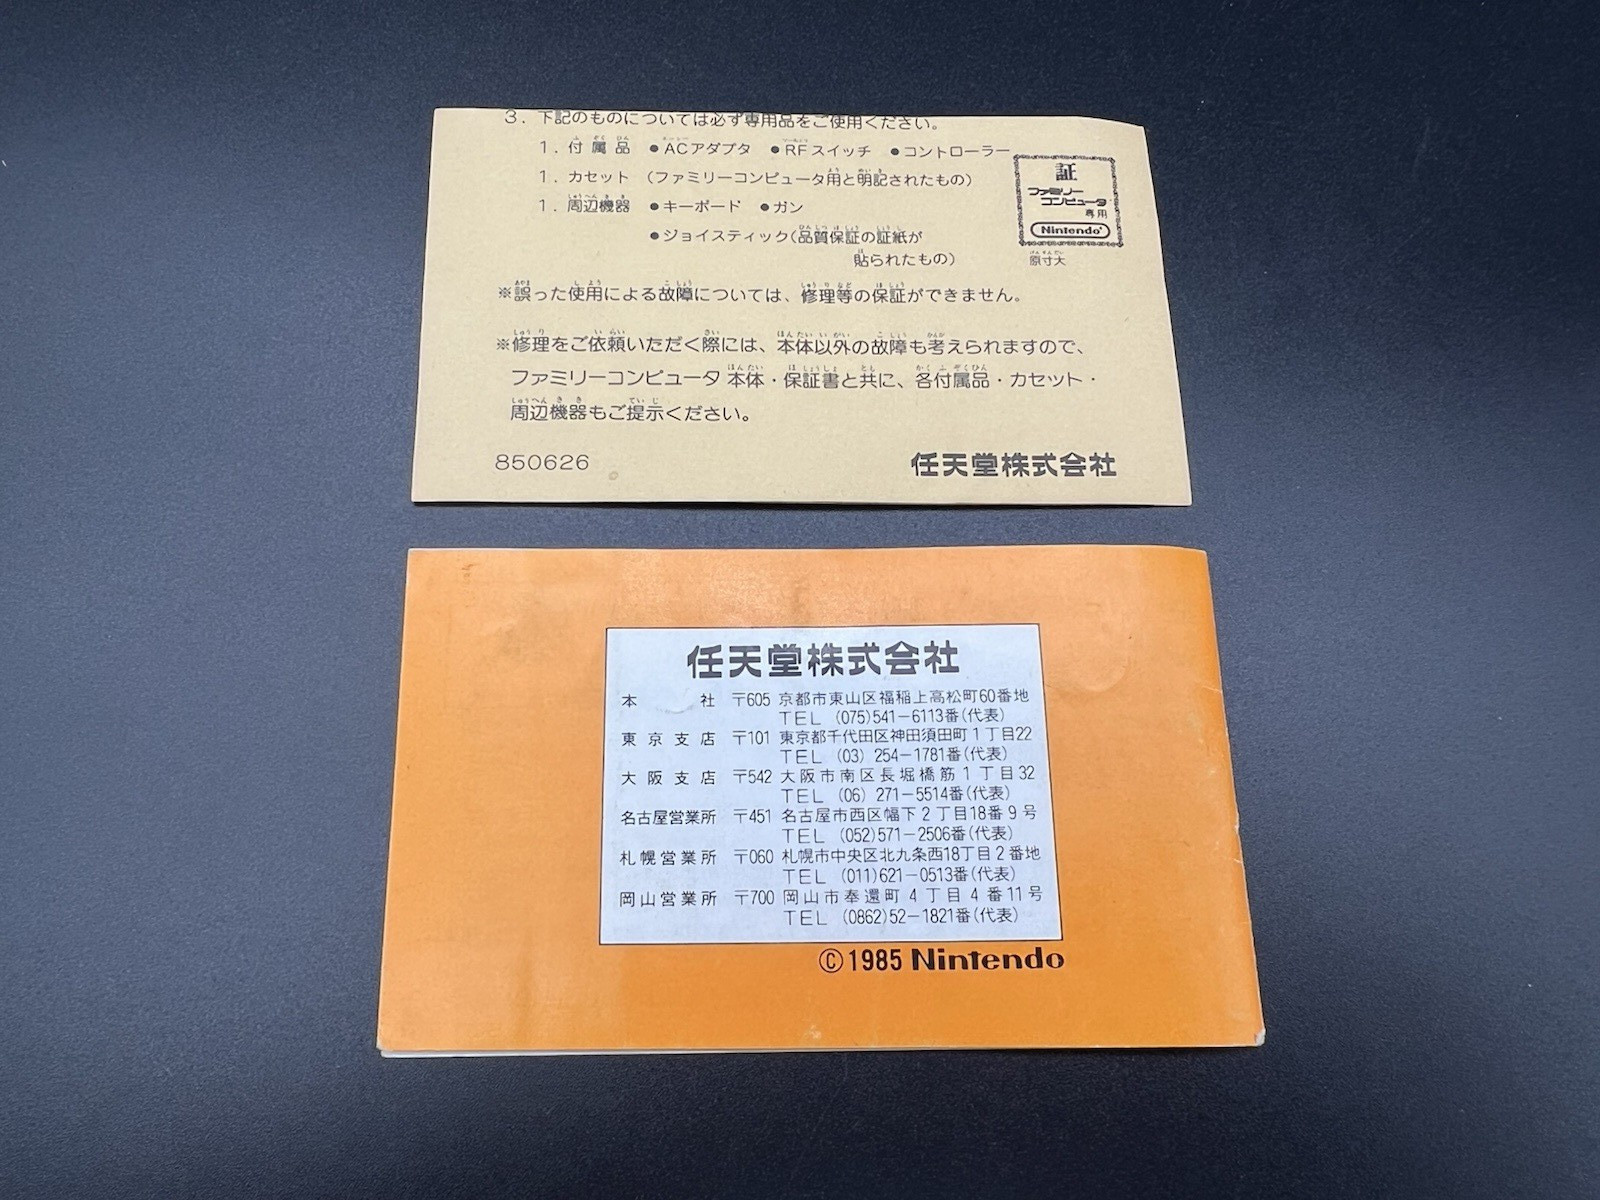 3. 下記のものについては必ず専用品をご使用ください。
1. 付属品 ●ACアダプタ ●RFスイッチ ●コントローラー
1. カセット (ファミリーコンピュータ用と明記されたもの)
1. 周辺機器 ●キーボード ●ガン
●ジョイスティック(品質保証の証紙が
貼られたもの)
証
ファミリー
コンピュータ
専用
Nintendo
原寸大
※誤った使用による故障については、修理等の保証ができません。
※修理をご依頼いただく際には、本体以外の故障も考えられますので、
ファミリーコンピュータ本体・保証書と共に、各付属品・カセット・
周辺機器もご提示ください。
850626
任天堂株式会社
任天堂株式会社
本社 〒605 京都市東山区福稲上高松町60番地
TEL (075)541-6113番(代表)
東京支店 〒101 東京都千代田区神田須田町1丁目22
TEL (03) 254-1781番(代表)
大阪支店 〒542 大阪市南区長堀橋筋1丁目32
TEL (06) 271-5514番(代表)
名古屋営業所 〒451 名古屋市西区幅下2丁目18番9号
TEL (052)571-2506番(代表)
札幌営業所 〒060 札幌市中央区北九条西18丁目2番地
TEL (011)621-0513番(代表)
岡山営業所 〒700 岡山市奉還町4丁目4番11号
TEL (0862)52-1821番(代表)
©1985 Nintendo